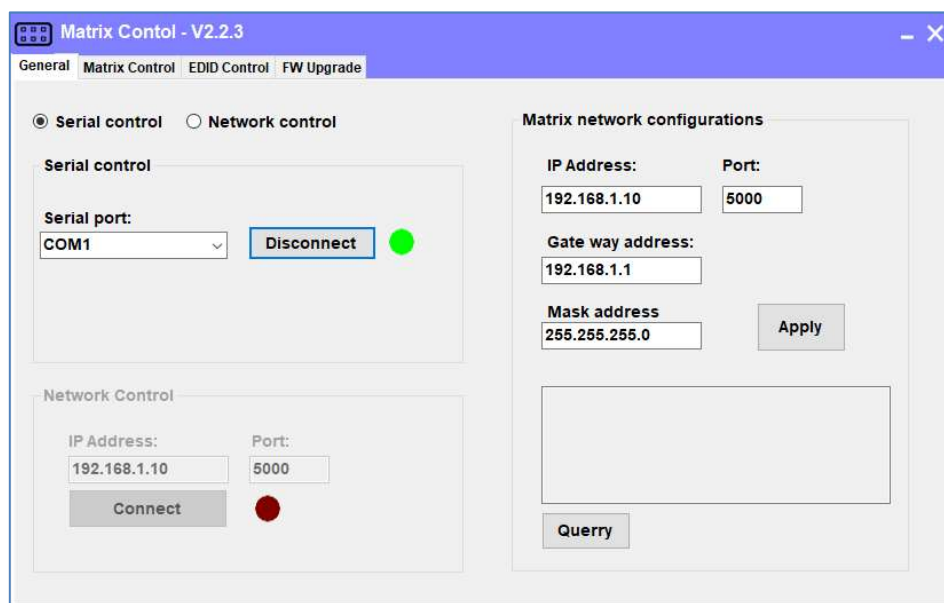 Matrix Contol - V2.2.3
General Matrix Control EDID Control FW Upgrade
Serial control Network control
Serial control
Serial port:
COM1 Disconnect
Network Control
IP Address: Port:
192.168.1.10 5000
Connect
Matrix network configurations
IP Address: Port:
192.168.1.10 5000
Gate way address:
192.168.1.1
Mask address
255.255.255.0
Apply
Querry